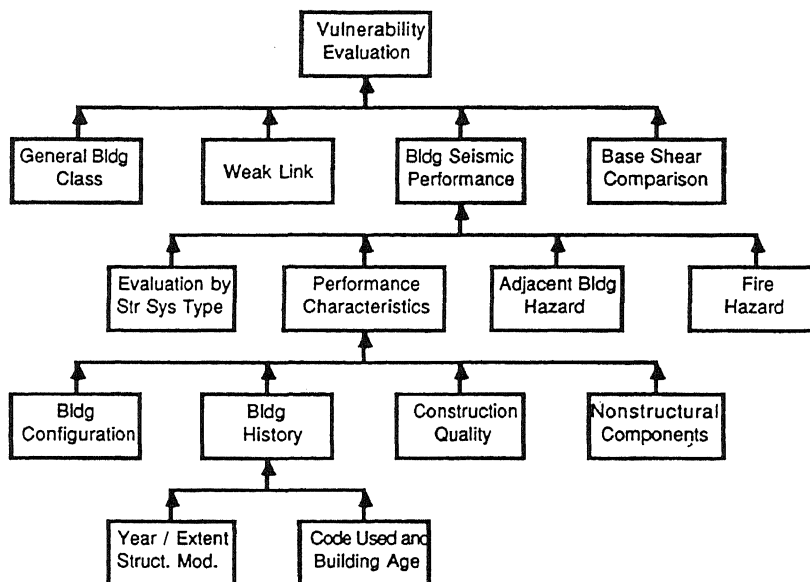 Vulnerability
Evaluation
General Bldg
Class
Weak Link
Bldg Seismic
Performance
Base Shear
Comparison
Evaluation by
Str Sys Type
Performance
Characteristics
Adjacent Bldg
Hazard
Fire
Hazard
Bldg
Configuration
Bldg
History
Construction
Quality
Nonstructural
Components
Year / Extent
Struct. Mod.
Code Used and
Building Age